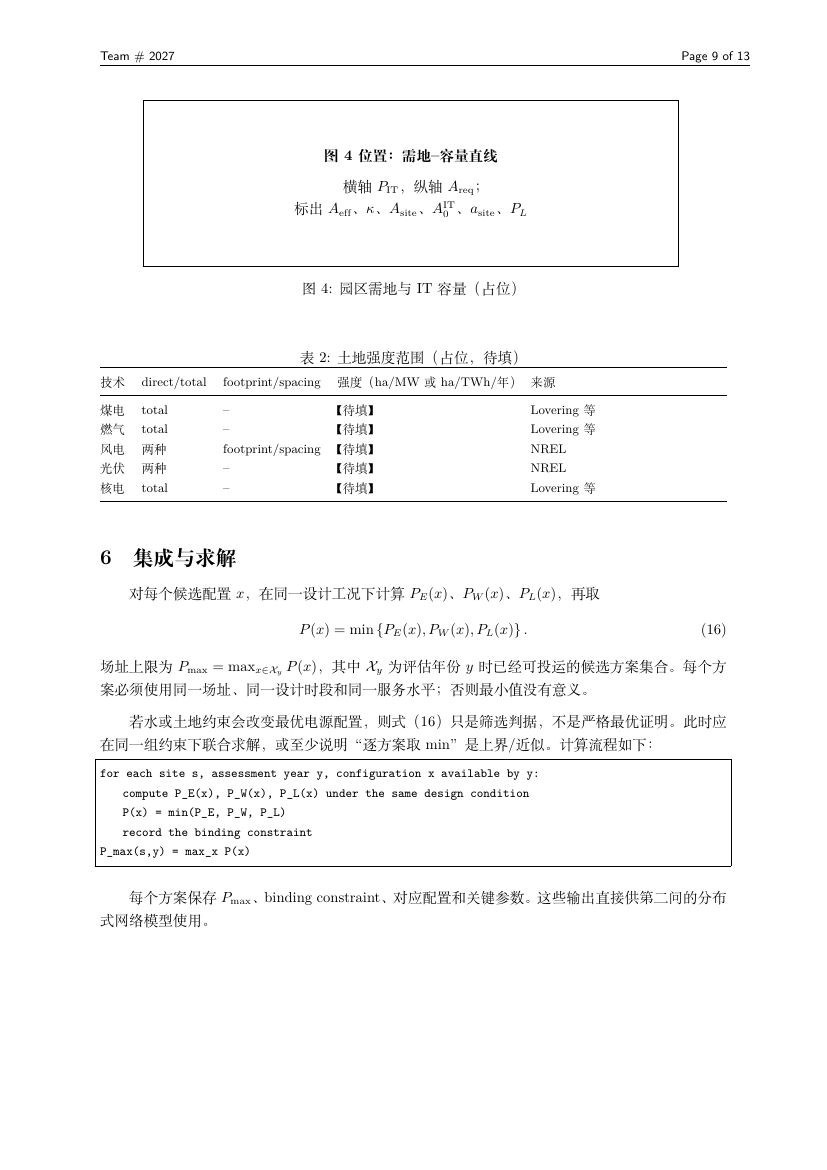 Team # 2027 Page 9 of 13
图 4 位置：需地–容量直线
横轴 P_IT，纵轴 A_req；
标出 A_eff、κ、A_site、A_0^IT、a_site、P_L
图 4: 园区需地与 IT 容量（占位）
表 2: 土地强度范围（占位，待填）
技术 direct/total footprint/spacing 强度（ha/MW 或 ha/TWh/年） 来源
煤电 total – 【待填】 Lovering 等
燃气 total – 【待填】 Lovering 等
风电 两种 footprint/spacing 【待填】 NREL
光伏 两种 – 【待填】 NREL
核电 total – 【待填】 Lovering 等
6 集成与求解
对每个候选配置 x，在同一设计工况下计算 P_E(x)、P_W(x)、P_L(x)，再取
P(x) = min {P_E(x), P_W(x), P_L(x)} . (16)
场址上限为 P_max = max_{x∈𝒳_y} P(x)，其中 𝒳_y 为评估年份 y 时已经可投运的候选方案集合。每个方
案必须使用同一场址、同一设计时段和同一服务水平；否则最小值没有意义。
若水或土地约束会改变最优电源配置，则式（16）只是筛选判据，不是严格最优证明。此时应
在同一组约束下联合求解，或至少说明“逐方案取 min”是上界/近似。计算流程如下：
for each site s, assessment year y, configuration x available by y:
compute P_E(x), P_W(x), P_L(x) under the same design condition
P(x) = min(P_E, P_W, P_L)
record the binding constraint
P_max(s,y) = max_x P(x)
每个方案保存 P_max、binding constraint、对应配置和关键参数。这些输出直接供第二问的分布
式网络模型使用。